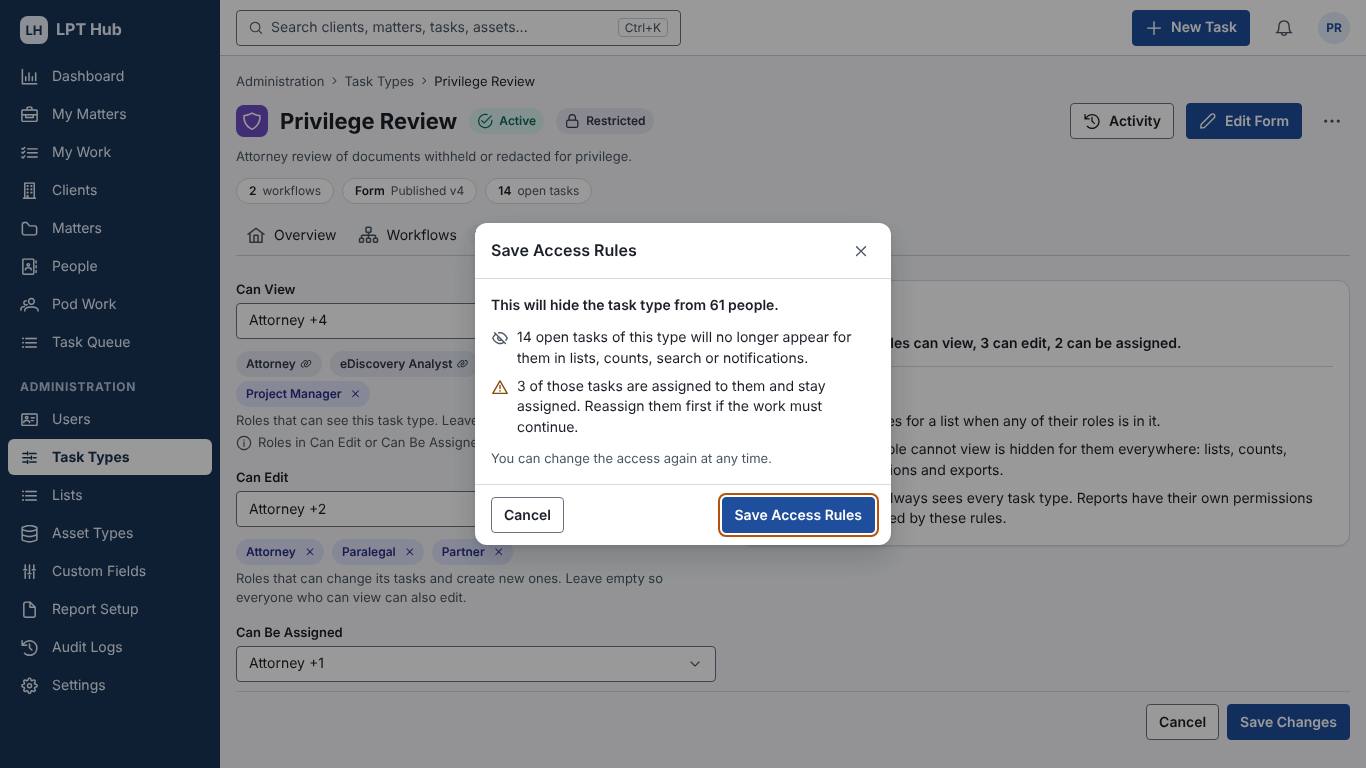 LH LPT Hub
Search clients, matters, tasks, assets...
Ctrl+K
New Task
PR
Dashboard
My Matters
My Work
Clients
Matters
People
Pod Work
Task Queue
ADMINISTRATION
Users
Task Types
Lists
Asset Types
Custom Fields
Report Setup
Audit Logs
Settings
Administration > Task Types > Privilege Review
Privilege Review
Active
Restricted
Activity
Edit Form
Attorney review of documents withheld or redacted for privilege.
2 workflows
Form Published v4
14 open tasks
Overview
Workflows
Can View
Attorney +4
Attorney
eDiscovery Analyst
Project Manager
Roles that can see this task type. Leave
Roles in Can Edit or Can Be Assigne
Can Edit
Attorney +2
Attorney
Paralegal
Partner
Roles that can change its tasks and create new ones. Leave empty so
everyone who can view can also edit.
Can Be Assigned
Attorney +1
can view, 3 can edit, 2 can be assigned.
for a list when any of their roles is in it.
cannot view is hidden for them everywhere: lists, counts,
and exports.
sees every task type. Reports have their own permissions
by these rules.
Cancel
Save Changes
Save Access Rules
This will hide the task type from 61 people.
14 open tasks of this type will no longer appear for
them in lists, counts, search or notifications.
3 of those tasks are assigned to them and stay
assigned. Reassign them first if the work must
continue.
You can change the access again at any time.
Cancel
Save Access Rules